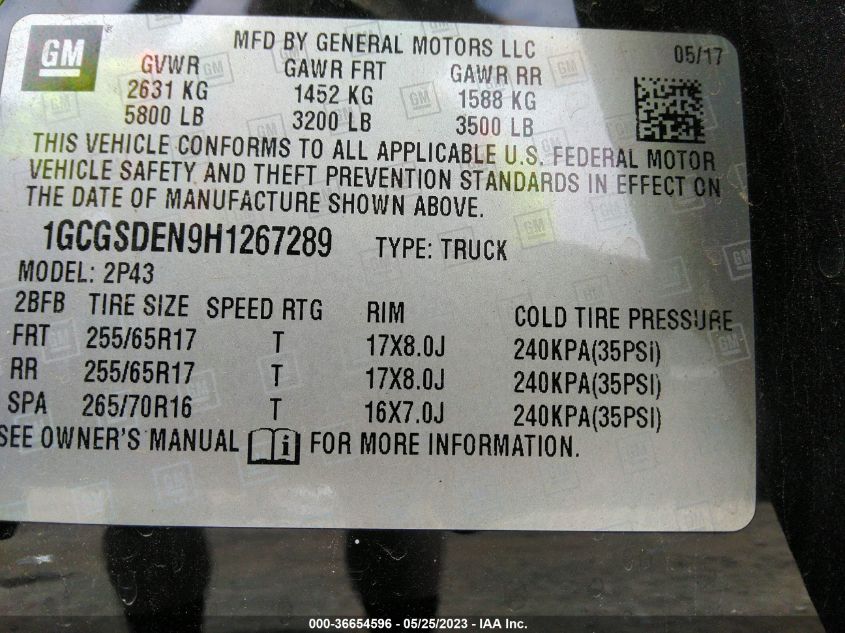 GM
MFD BY GENERAL MOTORS LLC
05/17
GVWR GAWR FRT GAWR RR
2631 KG 1452 KG 1588 KG
5800 LB 3200 LB 3500 LB
THIS VEHICLE CONFORMS TO ALL APPLICABLE U.S. FEDERAL MOTOR
VEHICLE SAFETY AND THEFT PREVENTION STANDARDS IN EFFECT ON
THE DATE OF MANUFACTURE SHOWN ABOVE.
1GCGSDEN9H1267289 TYPE: TRUCK
MODEL: 2P43
2BFB TIRE SIZE SPEED RTG RIM COLD TIRE PRESSURE
FRT 255/65R17 T 17X8.0J 240KPA(35PSI)
RR 255/65R17 T 17X8.0J 240KPA(35PSI)
SPA 265/70R16 T 16X7.0J 240KPA(35PSI)
SEE OWNER'S MANUAL i FOR MORE INFORMATION.
000-36654596 - 05/25/2023 - IAA Inc.